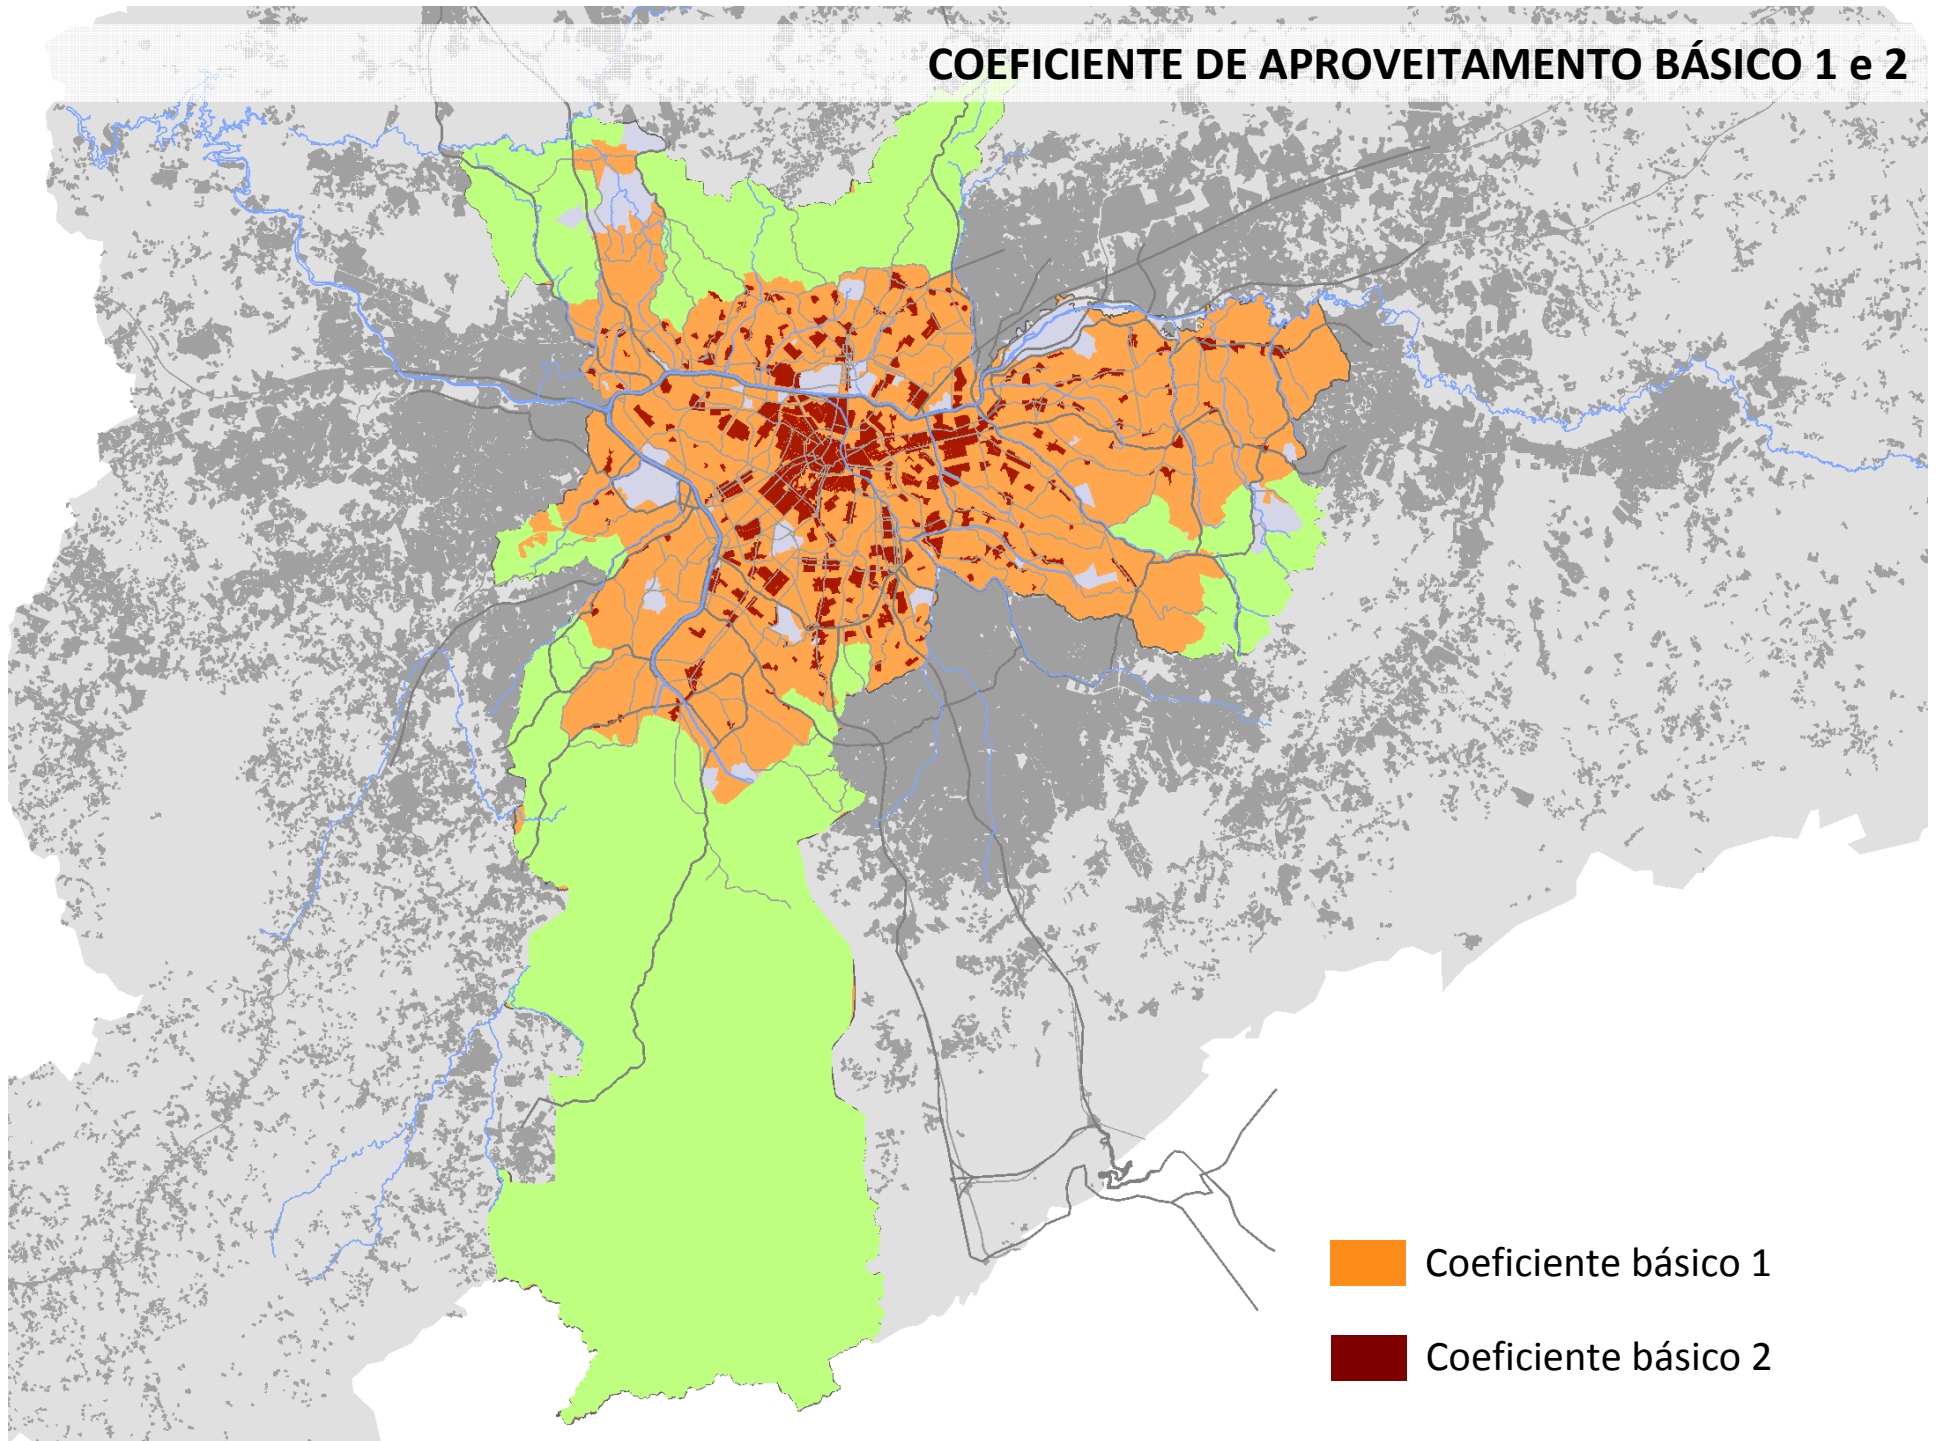 COEFICIENTE DE APROVEITAMENTO BÁSICO 1 e 2
Coeficiente básico 1
Coeficiente básico 2